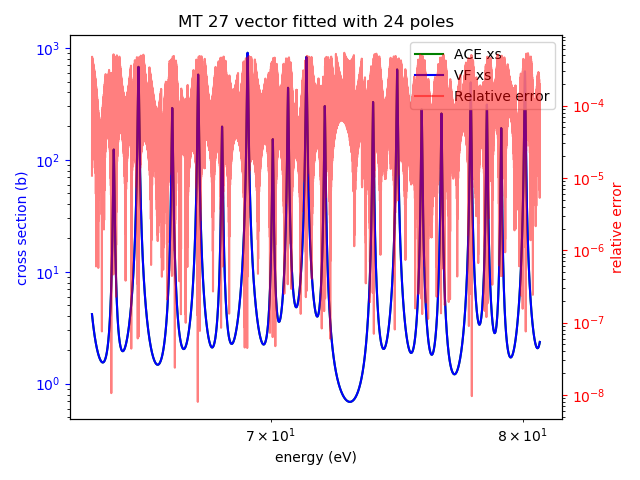 MT 27 vector fitted with 24 poles
ACE xs
VF xs
Relative error
cross section (b)
10³
10²
10¹
10⁰
relative error
10⁻⁴
10⁻⁵
10⁻⁶
10⁻⁷
10⁻⁸
7 × 10¹
8 × 10¹
energy (eV)